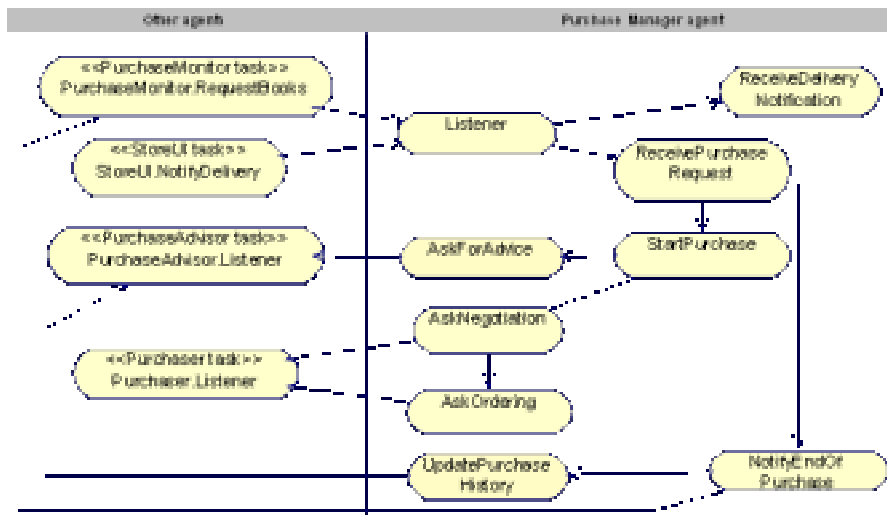 Other agents
Purchase Manager agent
<<PurchaseMonitor task>>
PurchaseMonitor.RequestBooks
ReceiveDelivery
Notification
Listener
<<StoreUI task>>
StoreUI.NotifyDelivery
ReceivePurchase
Request
<<PurchaseAdvisor task>>
PurchaseAdvisor.Listener
AskForAdvice
StartPurchase
AskNegotiation
<<Purchaser task>>
Purchaser.Listener
AskOrdering
UpdatePurchase
History
NotifyEndOf
Purchase